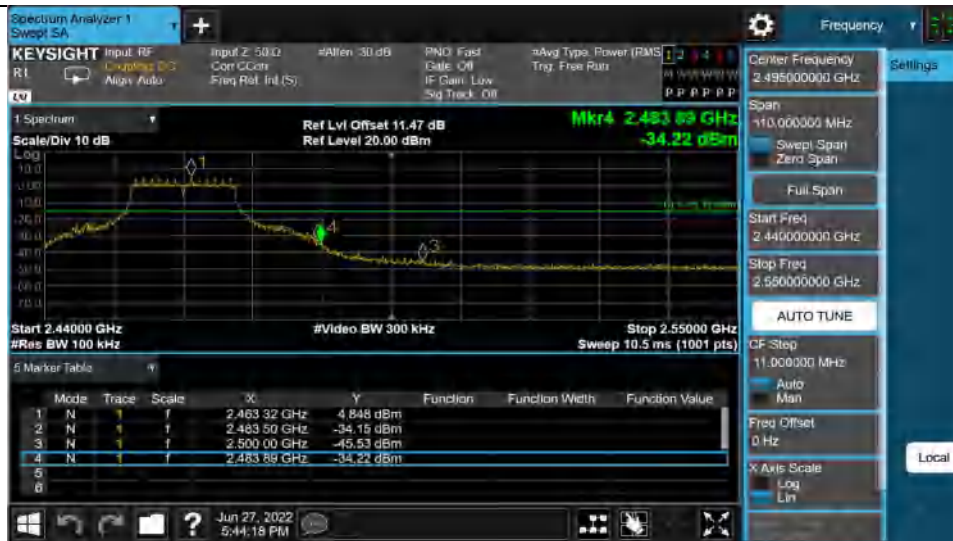 Spectrum Analyzer 1
Swept SA
+
Frequency
KEYSIGHT
Input: RF
Coupling: DC
Align: Auto
Input Z: 50 Ω
Corr CCorr
Freq Ref: Int (S)
#Atten: 30 dB
PNO: Fast
Gate: Off
IF Gain: Low
Sig Track: Off
#Avg Type: Power (RMS
Trig: Free Run
P P P P P P
1 Spectrum
Scale/Div 10 dB
Ref Lvl Offset 11.47 dB
Ref Level 20.00 dBm
Mkr4 2.483 89 GHz
-34.22 dBm
Log
1
4
3
Start 2.44000 GHz
#Res BW 100 kHz
#Video BW 300 kHz
Stop 2.55000 GHz
Sweep 10.5 ms (1001 pts)
5 Marker Table
Mode Trace Scale X Y Function Function Width Function Value
1 N 1 f 2.463 32 GHz 4.848 dBm
2 N 1 f 2.483 50 GHz -34.15 dBm
3 N 1 f 2.500 00 GHz -45.53 dBm
4 N 1 f 2.483 89 GHz -34.22 dBm
5
6
Jun 27, 2022
5:44:18 PM
Center Frequency
2.495000000 GHz
Settings
Span
110.000000 MHz
Swept Span
Zero Span
Full Span
Start Freq
2.440000000 GHz
Stop Freq
2.550000000 GHz
AUTO TUNE
CF Step
11.000000 MHz
Auto
Man
Freq Offset
0 Hz
X Axis Scale
Log
Lin
Local